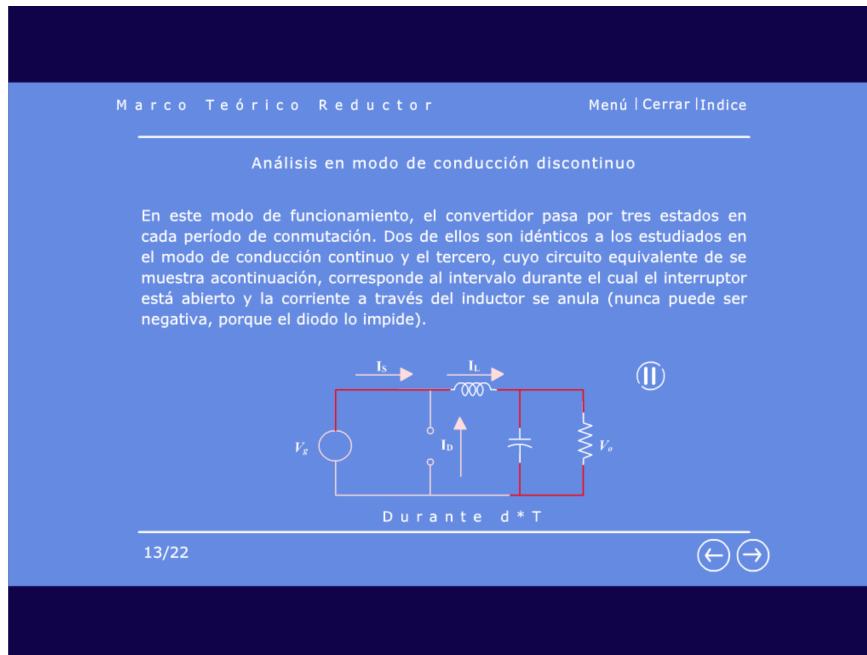 Marco Teórico Reductor
Menú | Cerrar | Indice
Análisis en modo de conducción discontinuo
En este modo de funcionamiento, el convertidor pasa por tres estados en
cada período de conmutación. Dos de ellos son idénticos a los estudiados en
el modo de conducción continuo y el tercero, cuyo circuito equivalente de se
muestra acontinuación, corresponde al intervalo durante el cual el interruptor
está abierto y la corriente a través del inductor se anula (nunca puede ser
negativa, porque el diodo lo impide).
IS IL
Vg ID Vo
Durante d*T
13/22